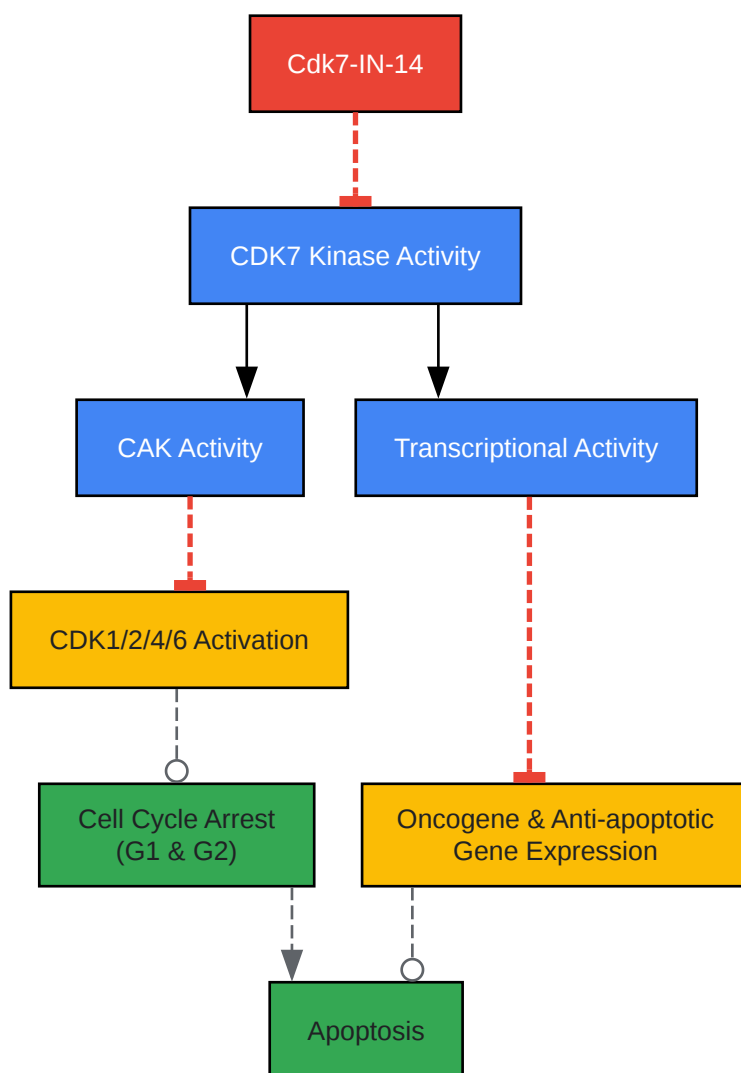 Cdk7-IN-14
CDK7 Kinase Activity
CAK Activity
Transcriptional Activity
CDK1/2/4/6 Activation
Cell Cycle Arrest
(G1 & G2)
Oncogene & Anti-apoptotic
Gene Expression
Apoptosis